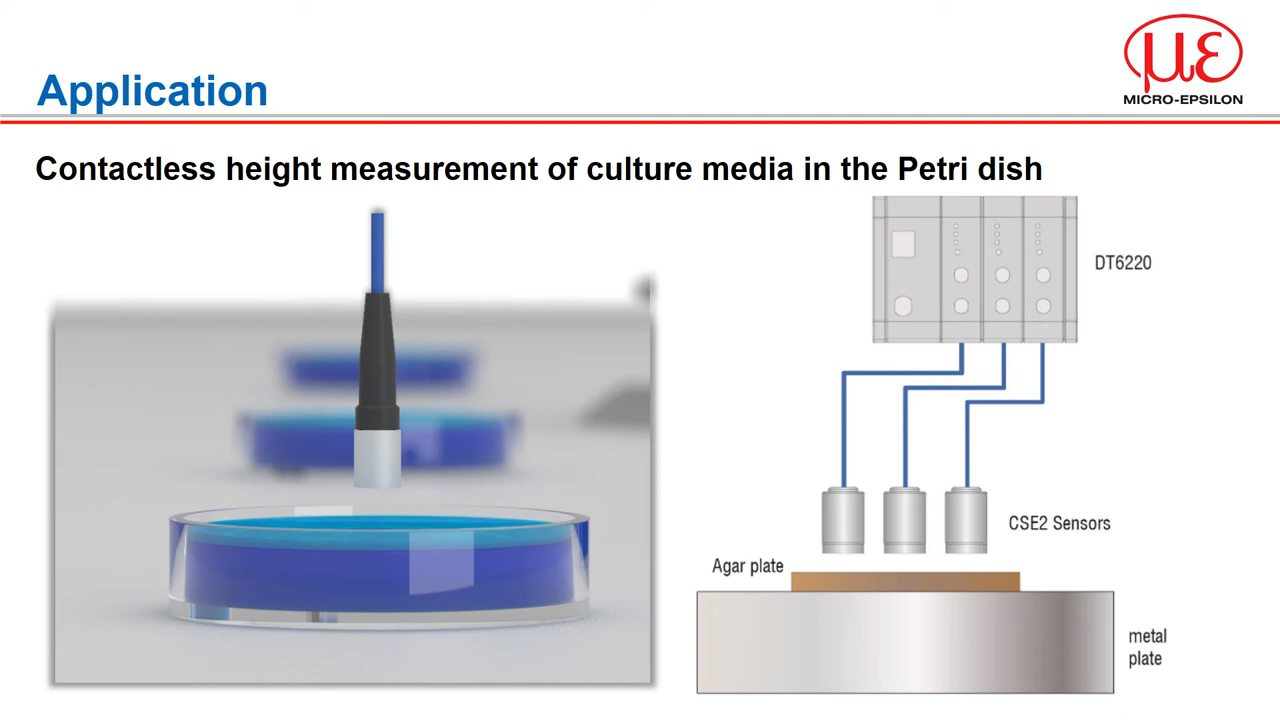 Application
με
MICRO-EPSILON
Contactless height measurement of culture media in the Petri dish
DT6220
CSE2 Sensors
Agar plate
metal
plate